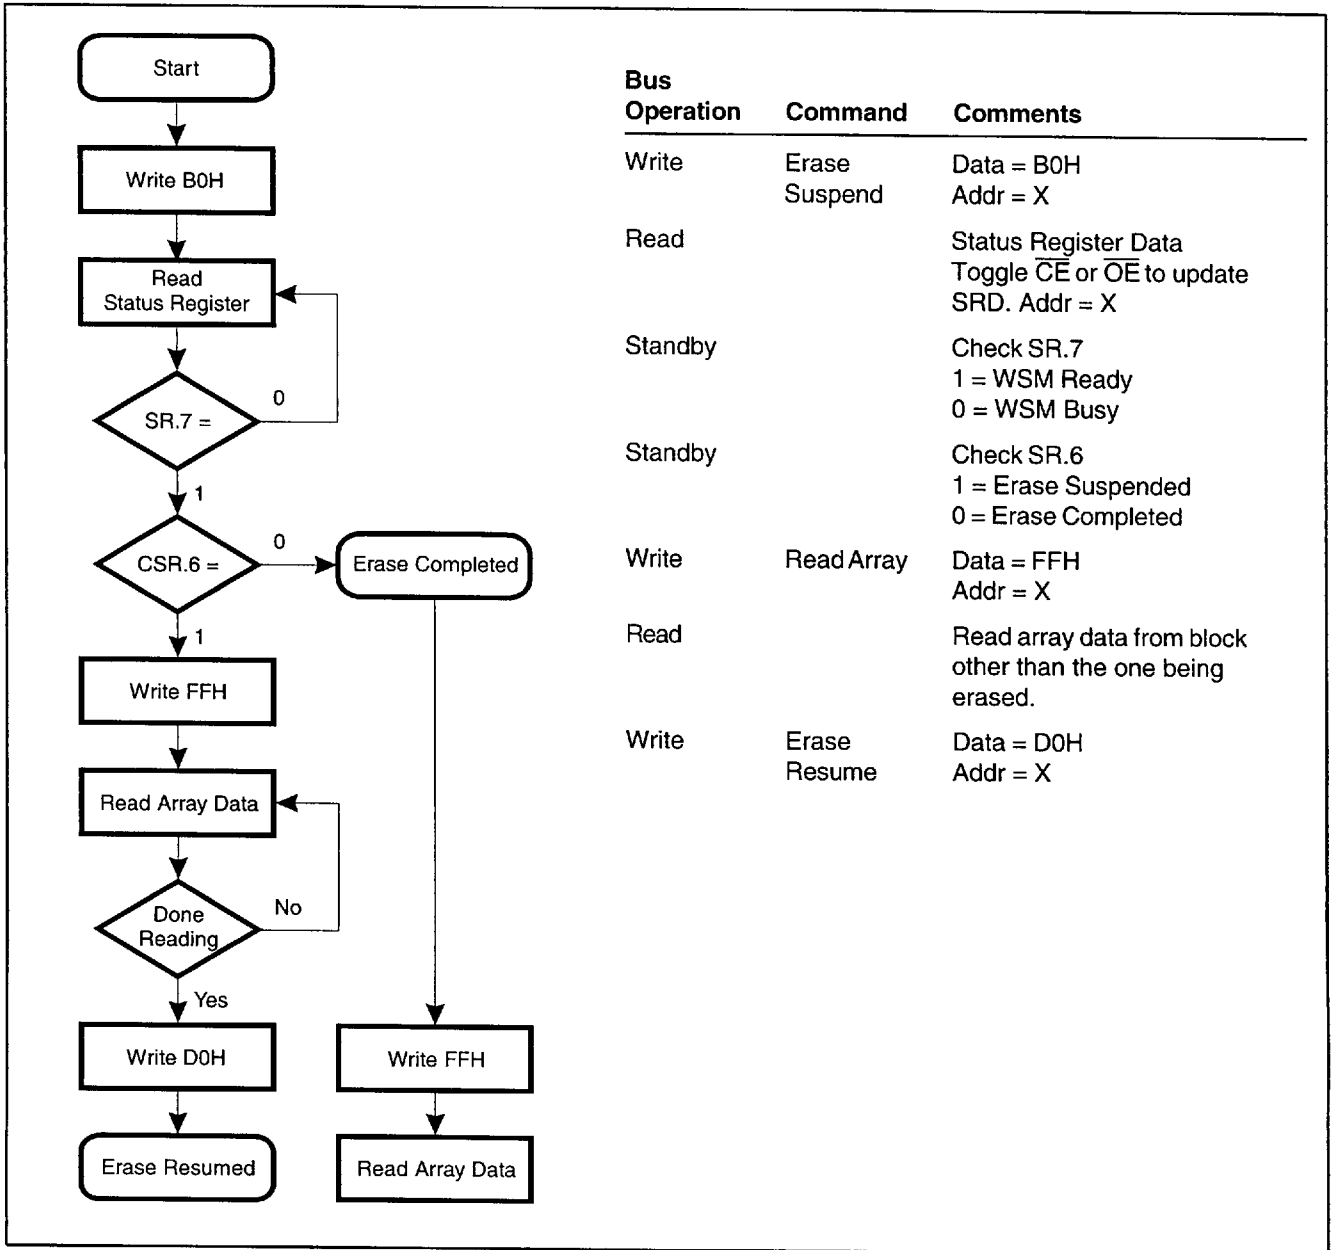 Start
Write B0H
Read
Status Register
SR.7 =
0
1
CSR.6 =
0
Erase Completed
1
Write FFH
Read Array Data
Done
Reading
No
Yes
Write D0H
Write FFH
Erase Resumed
Read Array Data
Bus
Operation Command Comments
Write Erase Data = B0H
Suspend Addr = X
Read Status Register Data
Toggle C̅E̅ or O̅E̅ to update
SRD. Addr = X
Standby Check SR.7
1 = WSM Ready
0 = WSM Busy
Standby Check SR.6
1 = Erase Suspended
0 = Erase Completed
Write Read Array Data = FFH
Addr = X
Read Read array data from block
other than the one being
erased.
Write Erase Data = D0H
Resume Addr = X